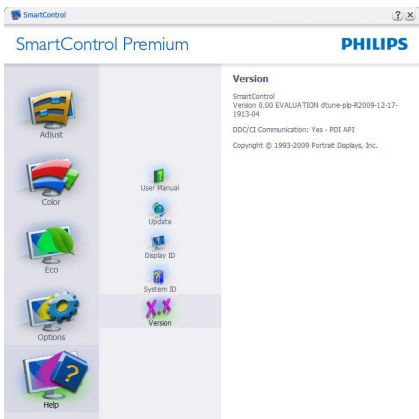 SmartControl
SmartControl Premium
PHILIPS
Adjust
Color
Eco
Options
Help
User Manual
Update
Display ID
System ID
X.X
Version
Version
SmartControl
Version 0.00 EVALUATION dtune-plp-R2009-12-17-
1913-04
DDC/CI Communication: Yes - PDI API
Copyright © 1993-2009 Portrait Displays, Inc.